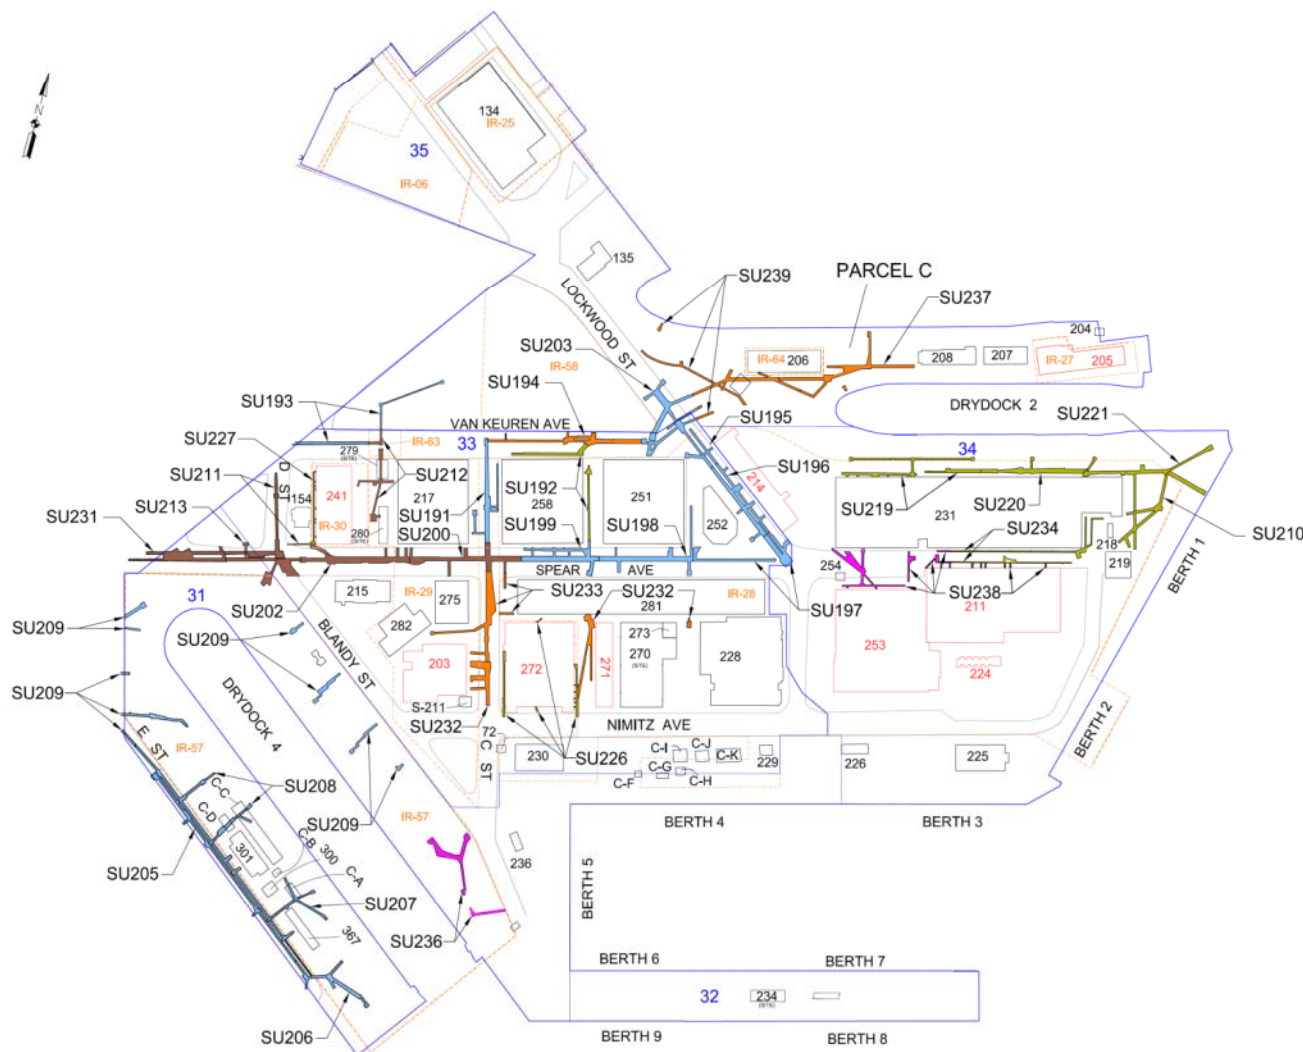 134
IR-25
35
IR-06
N
135
LOCKWOOD ST
SU239
PARCEL C
SU237
204
SU203
IR-58
IR-64
206
208
207
IR-27
205
SU194
DRYDOCK 2
SU193
VAN KEUREN AVE
SU195
SU221
SU227
IR-63
33
34
279
(SITE)
SU212
SU196
D ST
SU211
154
241
217
SU192
258
251
214
SU219
SU220
SU213
SU191
252
231
SU231
IR-30
280
(SITE)
SU200
SU199
SU198
SU234
218
SU210
SPEAR AVE
254
219
BERTH 1
31
SU202
215
IR-29
275
SU233
SU232
IR-28
281
SU197
SU238
211
SU209
SU209
282
273
270
(SITE)
228
253
BLANDY ST
203
272
271
224
SU209
DRYDOCK 4
S-211
SU232
NIMITZ AVE
BERTH 2
E ST
IR-57
72
C ST
230
SU226
C-I
C-J
C-K
229
226
225
C-F
C-G
C-H
SU208
C-C
C-D
SU209
IR-57
BERTH 4
BERTH 3
C-B
301
300
236
SU205
C-A
BERTH 5
SU207
367
SU236
BERTH 6
BERTH 7
32
234
(SITE)
SU206
BERTH 9
BERTH 8